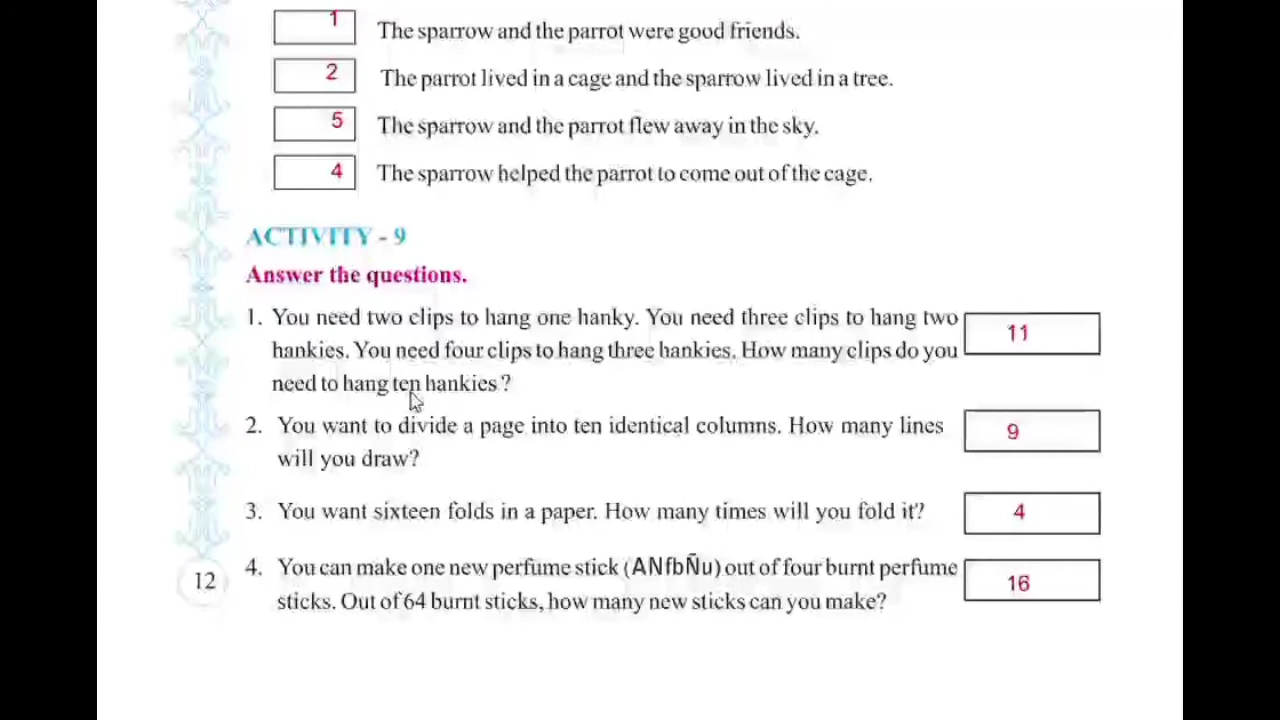 1 The sparrow and the parrot were good friends.
2 The parrot lived in a cage and the sparrow lived in a tree.
5 The sparrow and the parrot flew away in the sky.
4 The sparrow helped the parrot to come out of the cage.
ACTIVITY - 9
Answer the questions.
1. You need two clips to hang one hanky. You need three clips to hang two
hankies. You need four clips to hang three hankies. How many clips do you
need to hang ten hankies ?
11
2. You want to divide a page into ten identical columns. How many lines
will you draw?
9
3. You want sixteen folds in a paper. How many times will you fold it?
4
4. You can make one new perfume stick (ANfbÑu) out of four burnt perfume
sticks. Out of 64 burnt sticks, how many new sticks can you make?
16
12